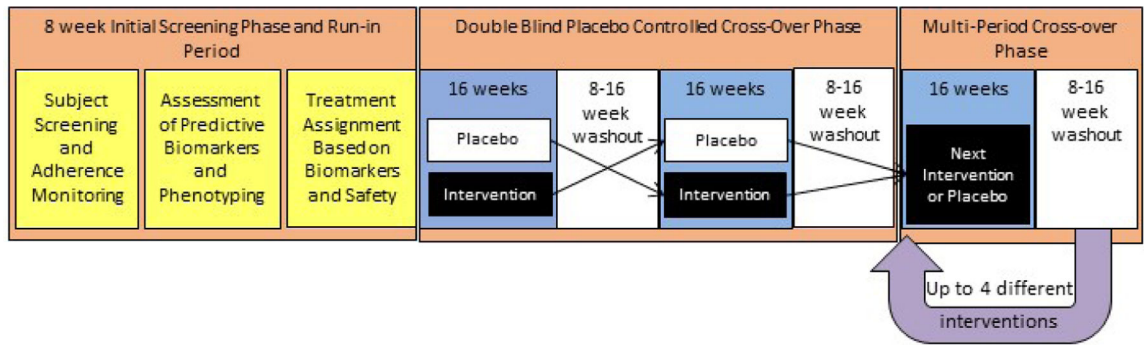 8 week Initial Screening Phase and Run-in
Period
Subject
Screening
and
Adherence
Monitoring
Assessment
of Predictive
Biomarkers
and
Phenotyping
Treatment
Assignment
Based on
Biomarkers
and Safety
Double Blind Placebo Controlled Cross-Over Phase
16 weeks
Placebo
Intervention
8-16
week
washout
16 weeks
Placebo
Intervention
8-16
week
washout
Multi-Period Cross-over
Phase
16 weeks
Next
Intervention
or Placebo
8-16
week
washout
Up to 4 different
interventions